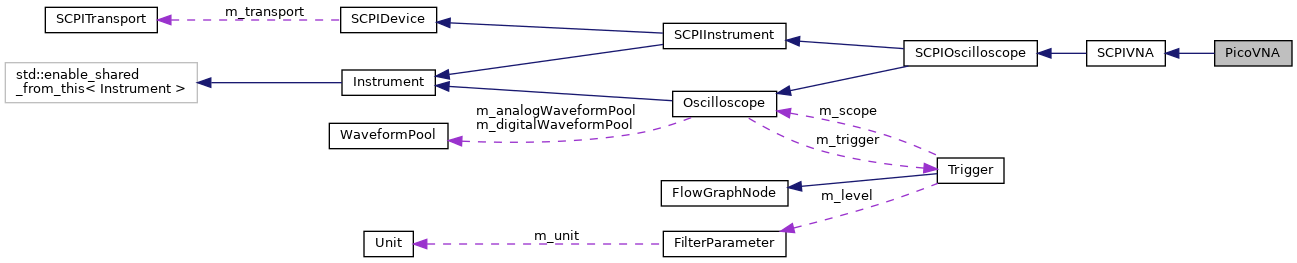 SCPITransport
m_transport
SCPIDevice
SCPIInstrument
SCPIOscilloscope
SCPIVNA
PicoVNA
std::enable_shared
_from_this< Instrument >
Instrument
Oscilloscope
m_analogWaveformPool
m_digitalWaveformPool
WaveformPool
m_scope
m_trigger
Trigger
FlowGraphNode
m_level
Unit
m_unit
FilterParameter